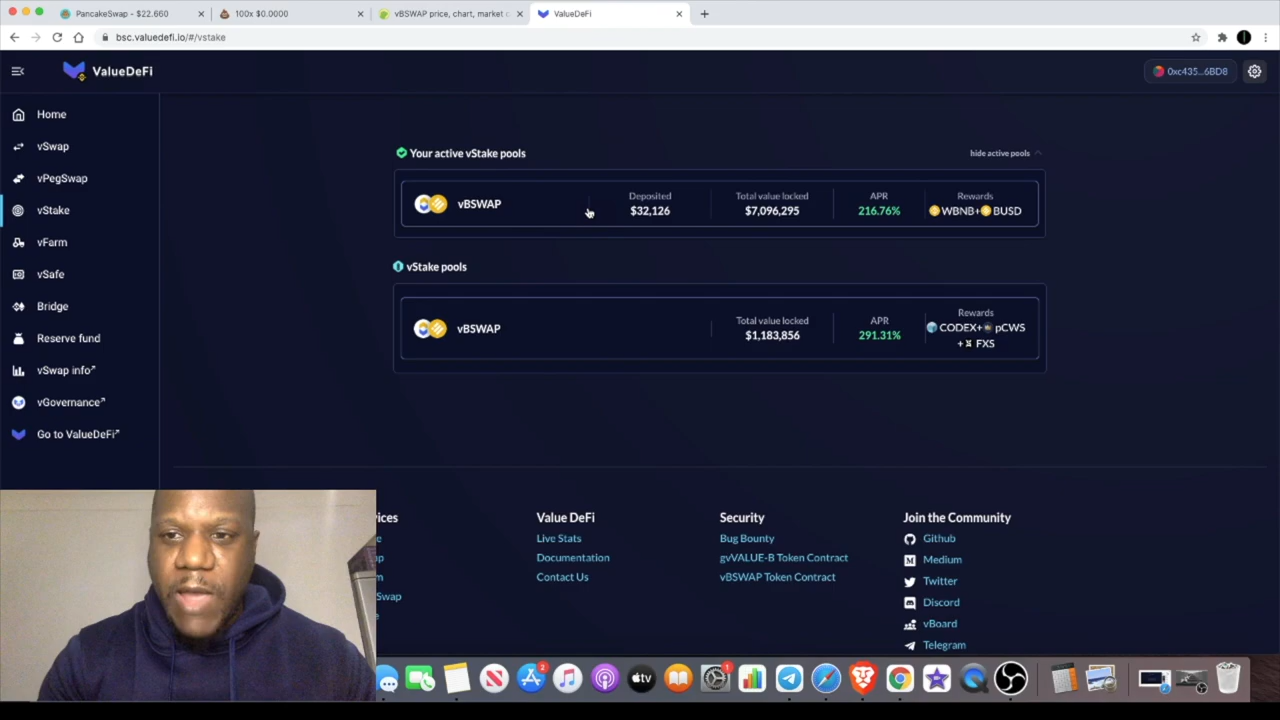 PancakeSwap - $22.660
100x $0.0000
vBSWAP price, chart, market
ValueDeFi
bsc.valuedefi.io/#/vstake
ValueDeFi
0xc435...6BD8
Home
vSwap
vPegSwap
vStake
vFarm
vSafe
Bridge
Reserve fund
vSwap info
vGovernance
Go to ValueDeFi
Your active vStake pools
hide active pools
vBSWAP
Deposited
$32,126
Total value locked
$7,096,295
APR
216.76%
Rewards
WBNB+ BUSD
vStake pools
vBSWAP
Total value locked
$1,183,856
APR
291.31%
Rewards
CODEX+ pCWS
+ FXS
Value DeFi
Live Stats
Documentation
Contact Us
Security
Bug Bounty
gvVALUE-B Token Contract
vBSWAP Token Contract
Join the Community
Github
Medium
Twitter
Discord
vBoard
Telegram
2
tv
1